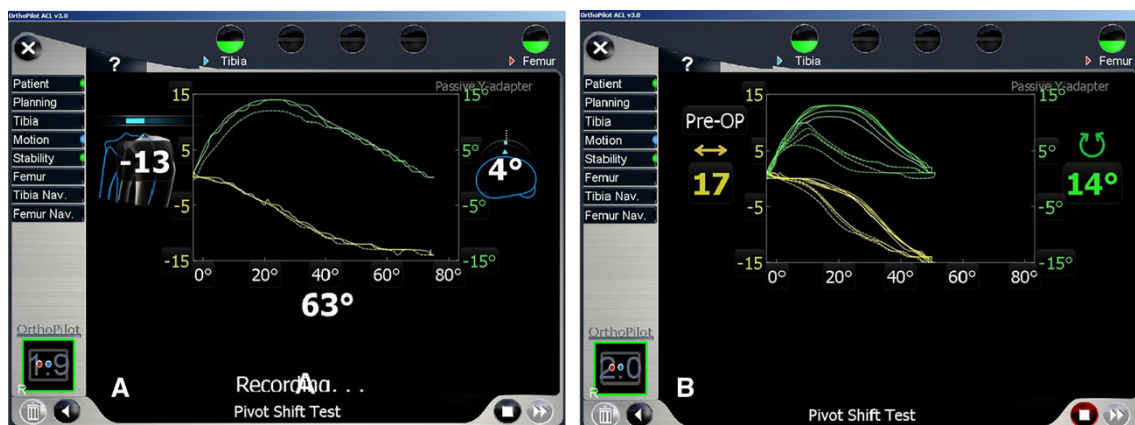 OrthoPilot ACL v3.0
Tibia
Femur
?
Passive Y-adapter
Patient
Planning
Tibia
Motion
Stability
Femur
Tibia Nav.
Femur Nav.
15
5
-5
-15
15°
5°
-5°
-15°
-13
4°
0° 20° 40° 60° 80°
63°
OrthoPilot
1.9
R
A
Recording...
A
Pivot Shift Test
OrthoPilot ACL v3.0
Tibia
Femur
?
Passive Y-adapter
Patient
Planning
Tibia
Motion
Stability
Femur
Tibia Nav.
Femur Nav.
Pre-OP
17
15
5
-5
-15
15°
5°
-5°
-15°
14°
0° 20° 40° 60° 80°
OrthoPilot
2.0
R
B
Pivot Shift Test